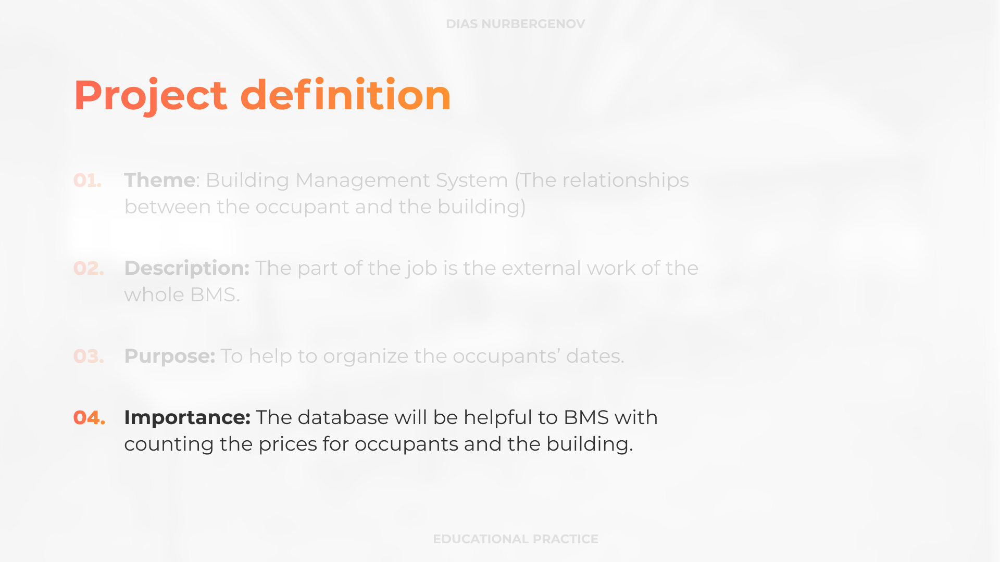 DIAS NURBERGENOV
Project definition
01. Theme: Building Management System (The relationships
between the occupant and the building)
02. Description: The part of the job is the external work of the
whole BMS.
03. Purpose: To help to organize the occupants’ dates.
04. Importance: The database will be helpful to BMS with
counting the prices for occupants and the building.
EDUCATIONAL PRACTICE